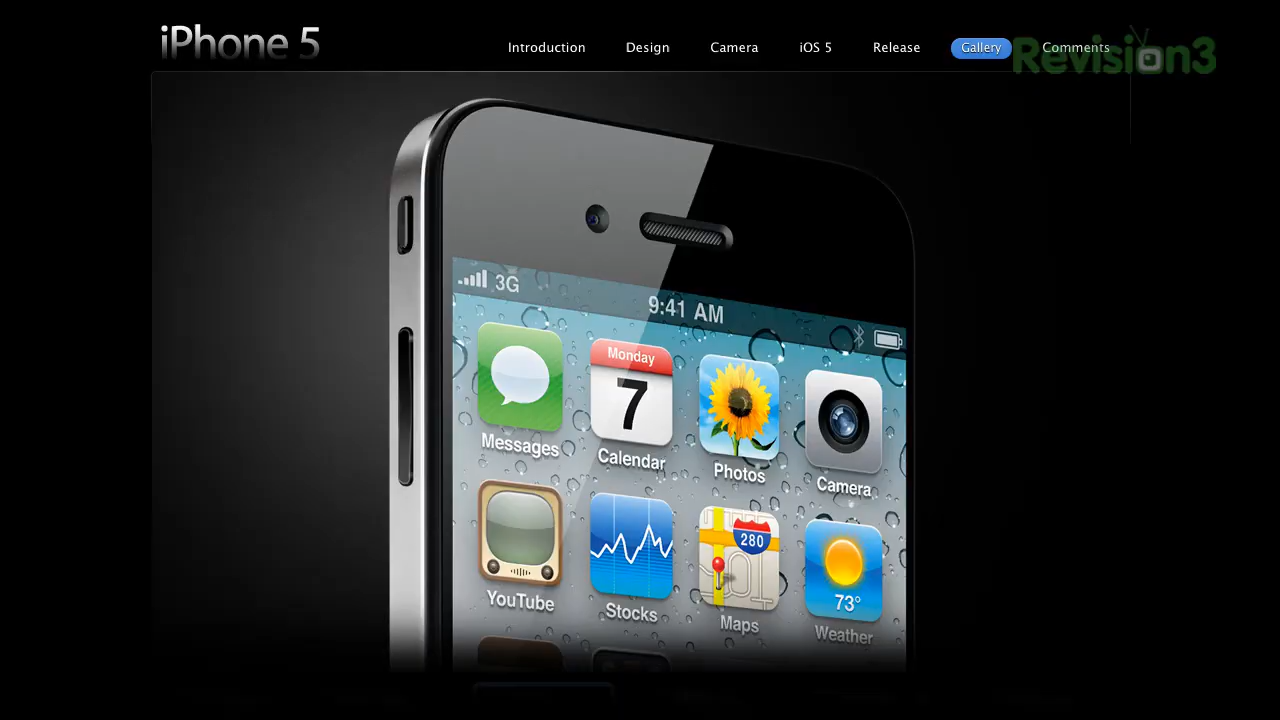 iPhone 5
Introduction Design Camera iOS 5 Release Gallery Comments
Revision3
3G 9:41 AM
Monday
7
Messages Calendar Photos Camera
280
73°
YouTube Stocks Maps Weather